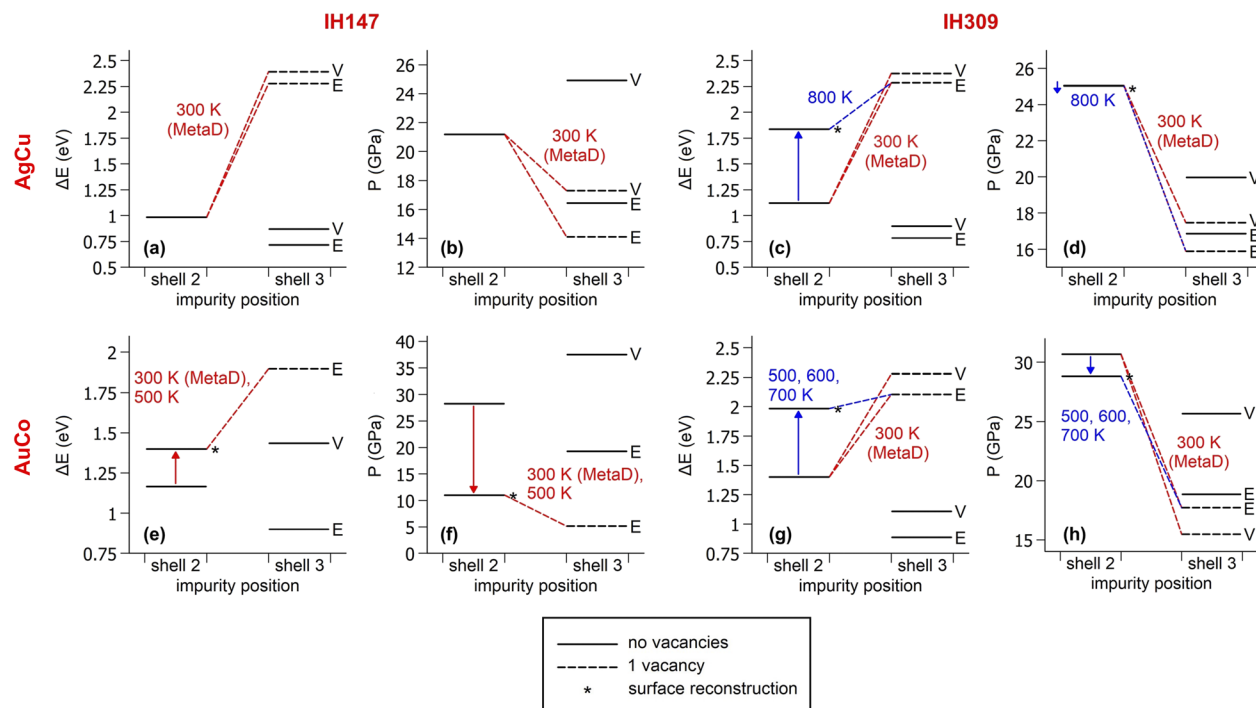 IH147
IH309
AgCu
ΔE (eV)
2.5
2.25
2
1.75
1.5
1.25
1
0.75
0.5
300 K
(MetaD)
V
E
V
E
(a)
shell 2
shell 3
impurity position
P (GPa)
26
24
22
20
18
16
14
12
V
300 K
(MetaD)
V
E
E
(b)
shell 2
shell 3
impurity position
ΔE (eV)
2.5
2.25
2
1.75
1.5
1.25
1
0.75
0.5
800 K
*
V
E
300 K
(MetaD)
V
E
(c)
shell 2
shell 3
impurity position
P (GPa)
26
24
22
20
18
16
800 K
*
300 K
(MetaD)
V
V
E
E
(d)
shell 2
shell 3
impurity position
AuCo
ΔE (eV)
2
1.75
1.5
1.25
1
0.75
300 K (MetaD),
500 K
*
E
V
E
(e)
shell 2
shell 3
impurity position
P (GPa)
40
35
30
25
20
15
10
5
0
V
E
300 K (MetaD),
500 K
*
E
(f)
shell 2
shell 3
impurity position
ΔE (eV)
2.5
2.25
2
1.75
1.5
1.25
1
0.75
500, 600,
700 K
*
V
E
300 K
(MetaD)
V
E
(g)
shell 2
shell 3
impurity position
P (GPa)
30
25
20
15
*
500, 600,
700 K
300 K
(MetaD)
V
E
E
V
(h)
shell 2
shell 3
impurity position
no vacancies
1 vacancy
* surface reconstruction